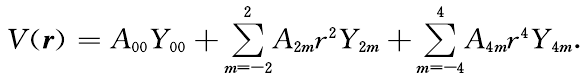 V(r) = A₀₀Y₀₀ + ∑_{m=−2}^{2} A₂ₘr²Y₂ₘ + ∑_{m=−4}^{4} A₄ₘr⁴Y₄ₘ.